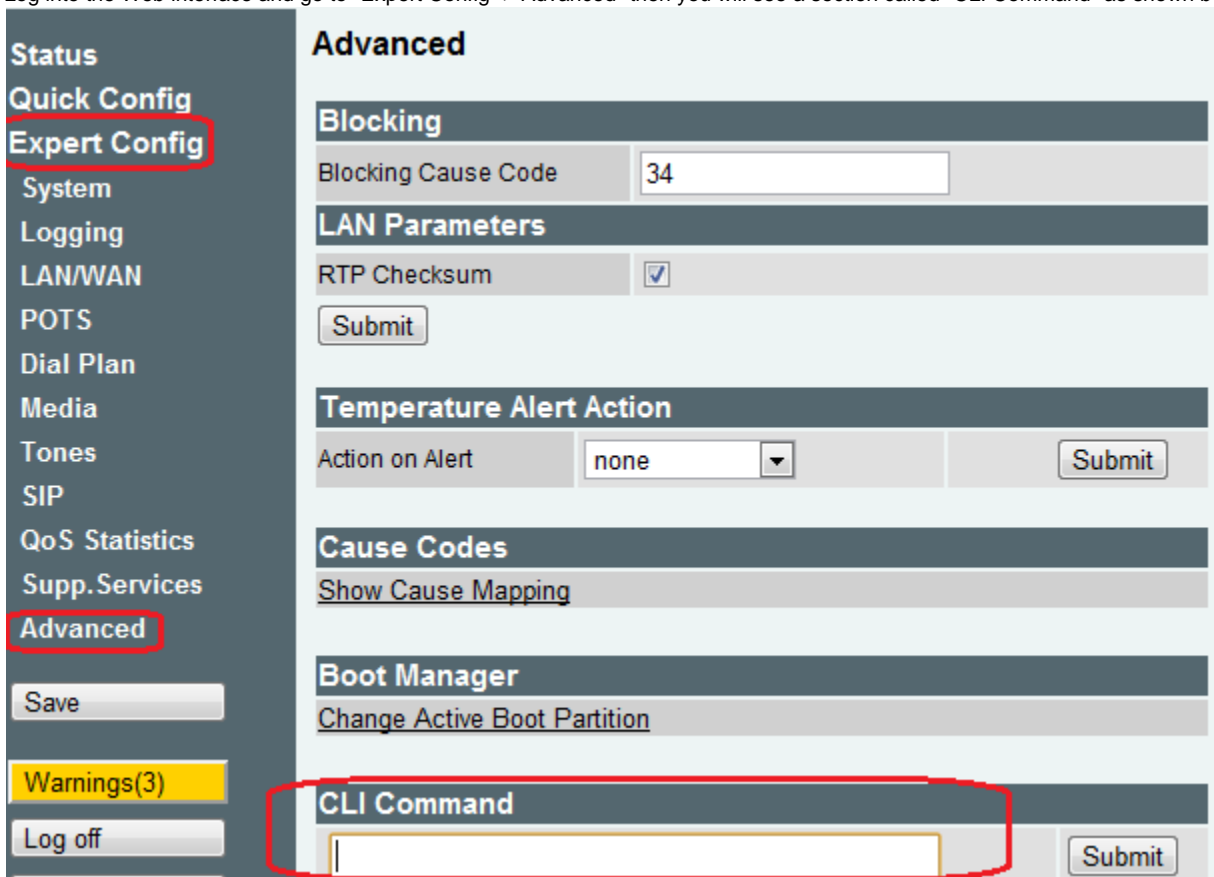 Log into the Web interface and go to "Expert Config -> Advanced" then you will see a section called "CLI Command" as shown b
Status
Quick Config
Expert Config
System
Logging
LAN/WAN
POTS
Dial Plan
Media
Tones
SIP
QoS Statistics
Supp.Services
Advanced
Save
Warnings(3)
Log off
Advanced
Blocking
Blocking Cause Code 34
LAN Parameters
RTP Checksum
Submit
Temperature Alert Action
Action on Alert none Submit
Cause Codes
Show Cause Mapping
Boot Manager
Change Active Boot Partition
CLI Command
Submit